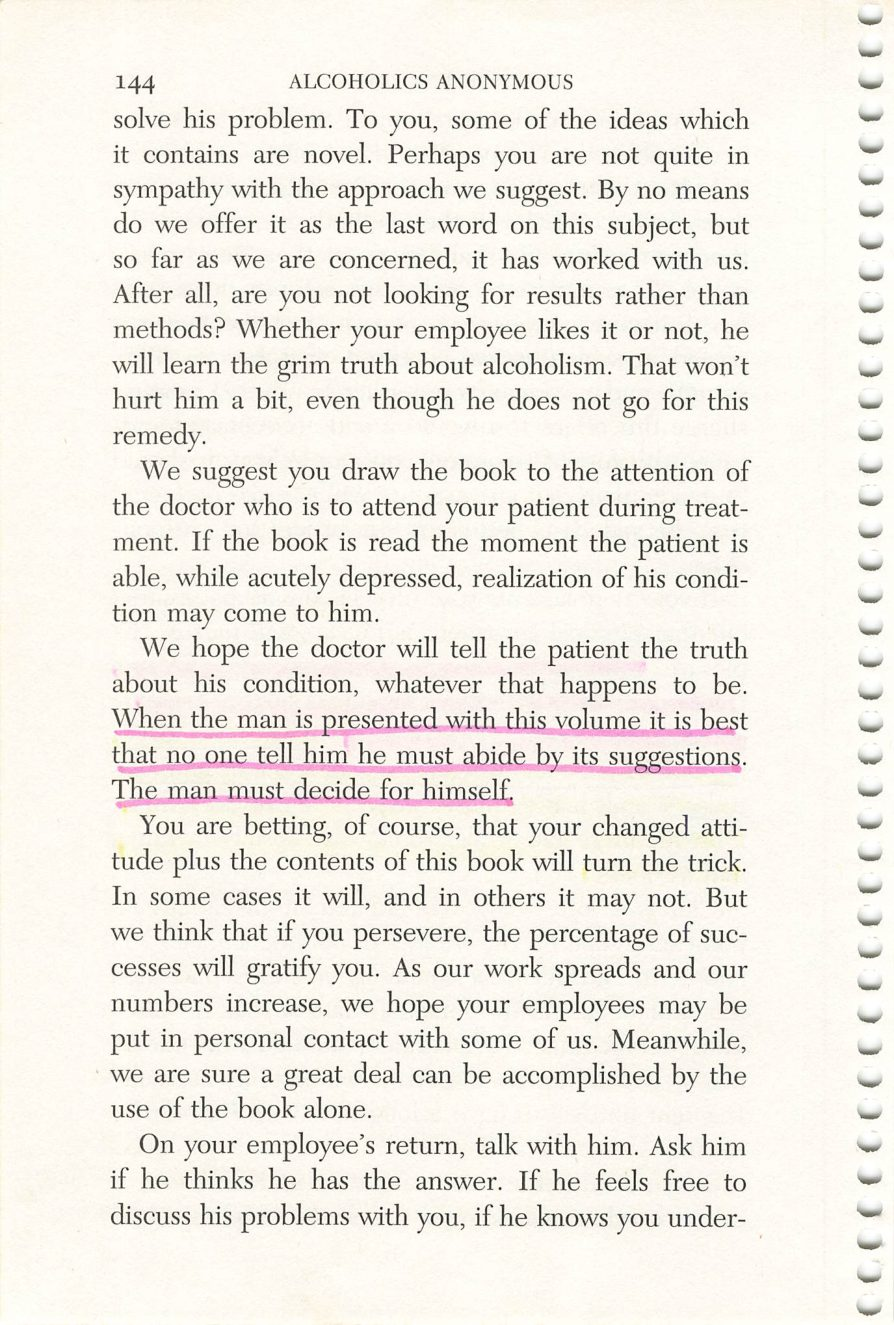 144 ALCOHOLICS ANONYMOUS
solve his problem. To you, some of the ideas which
it contains are novel. Perhaps you are not quite in
sympathy with the approach we suggest. By no means
do we offer it as the last word on this subject, but
so far as we are concerned, it has worked with us.
After all, are you not looking for results rather than
methods? Whether your employee likes it or not, he
will learn the grim truth about alcoholism. That won’t
hurt him a bit, even though he does not go for this
remedy.
We suggest you draw the book to the attention of
the doctor who is to attend your patient during treat-
ment. If the book is read the moment the patient is
able, while acutely depressed, realization of his condi-
tion may come to him.
We hope the doctor will tell the patient the truth
about his condition, whatever that happens to be.
When the man is presented with this volume it is best
that no one tell him he must abide by its suggestions.
The man must decide for himself.
You are betting, of course, that your changed atti-
tude plus the contents of this book will turn the trick.
In some cases it will, and in others it may not. But
we think that if you persevere, the percentage of suc-
cesses will gratify you. As our work spreads and our
numbers increase, we hope your employees may be
put in personal contact with some of us. Meanwhile,
we are sure a great deal can be accomplished by the
use of the book alone.
On your employee’s return, talk with him. Ask him
if he thinks he has the answer. If he feels free to
discuss his problems with you, if he knows you under-